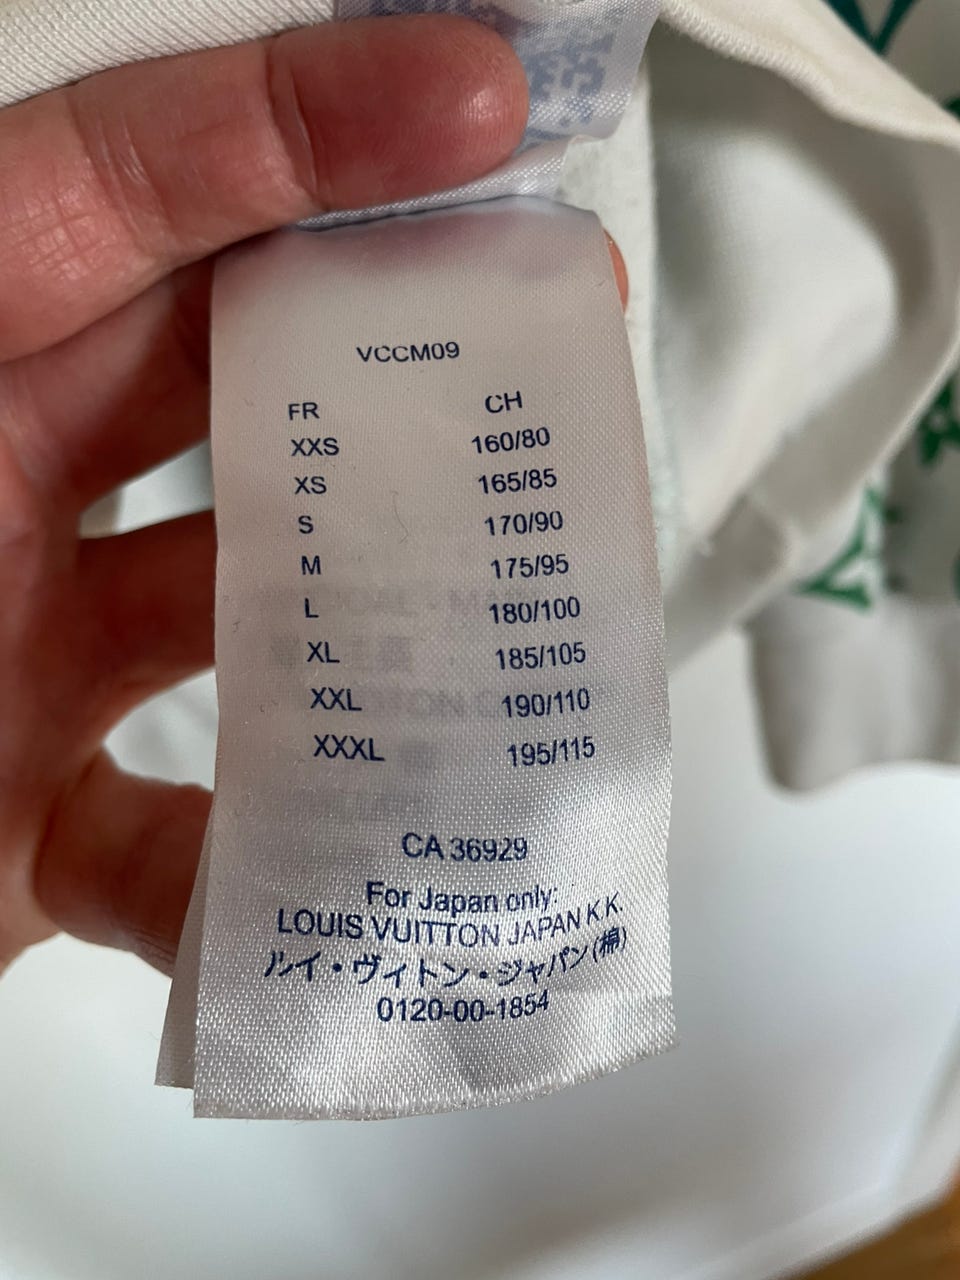 VCCM09
FR CH
XXS 160/80
XS 165/85
S 170/90
M 175/95
L 180/100
XL 185/105
XXL 190/110
XXXL 195/115
CA 36929
For Japan only:
LOUIS VUITTON JAPAN K.K.
ルイ・ヴィトン・ジャパン(株)
0120-00-1854